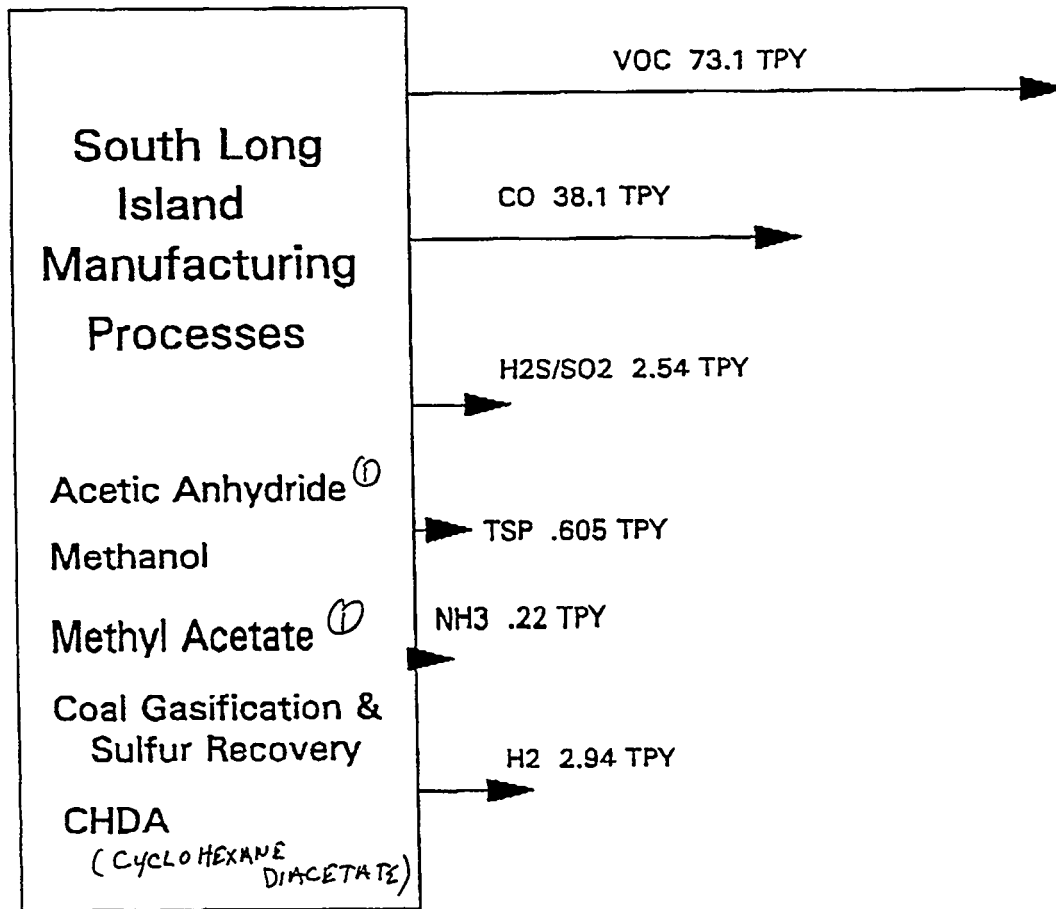 South Long
Island
Manufacturing
Processes
Acetic Anhydride ①
Methanol
Methyl Acetate ①
Coal Gasification &
Sulfur Recovery
CHDA
(CYCLOHEXANE
DIACETATE)
VOC 73.1 TPY
CO 38.1 TPY
H2S/SO2 2.54 TPY
TSP .605 TPY
NH3 .22 TPY
H2 2.94 TPY